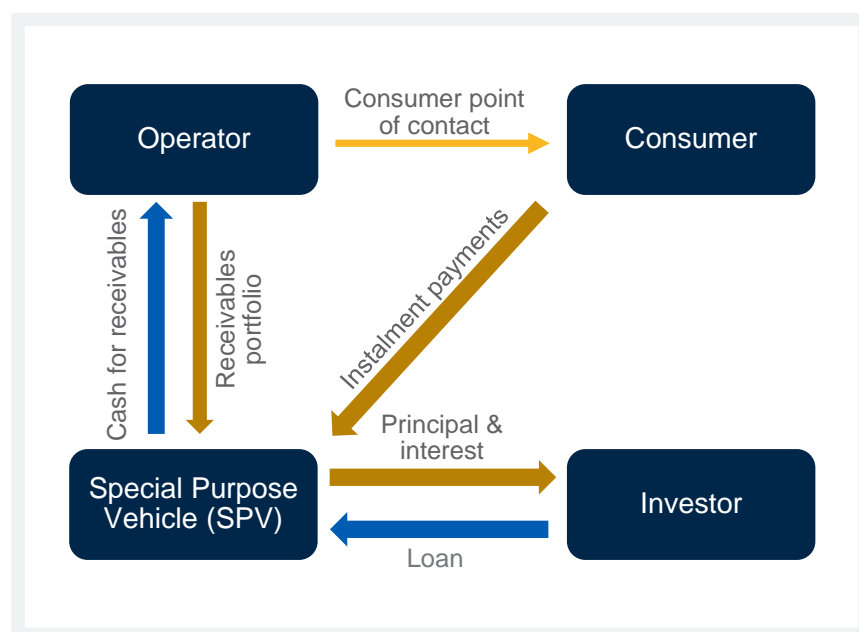 Operator
Consumer point
of contact
Consumer
Cash for receivables
Receivables
portfolio
Instalment payments
Principal &
interest
Special Purpose
Vehicle (SPV)
Investor
Loan